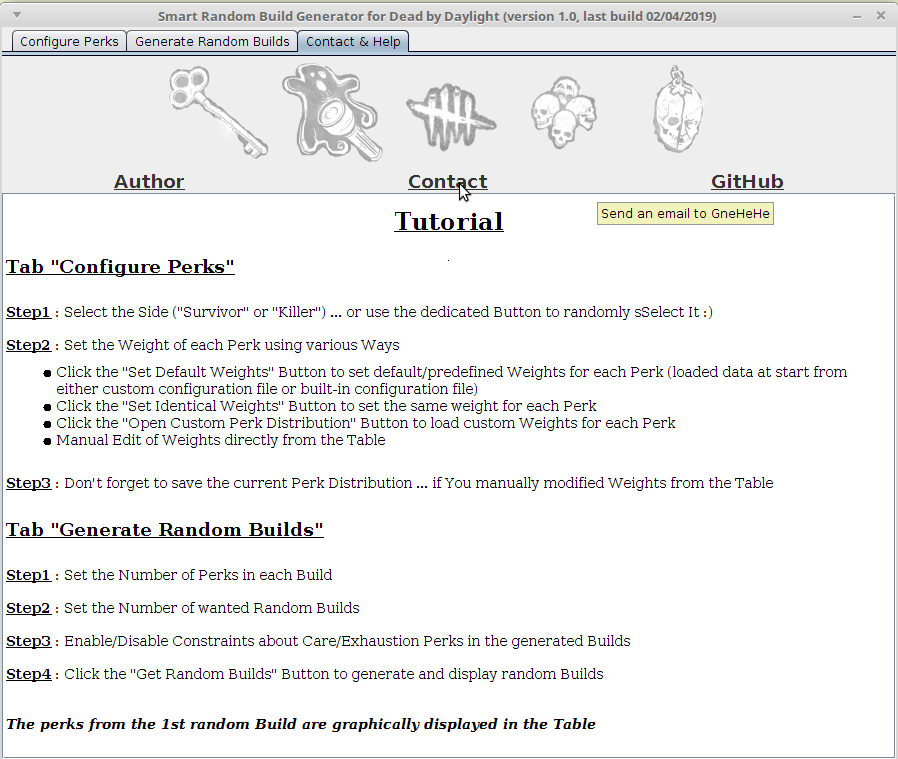 Smart Random Build Generator for Dead by Daylight (version 1.0, last build 02/04/2019)
Configure Perks Generate Random Builds Contact & Help
Author Contact GitHub
Send an email to GneHeHe
Tutorial
Tab "Configure Perks"
Step1 : Select the Side ("Survivor" or "Killer") ... or use the dedicated Button to randomly sSelect It :)
Step2 : Set the Weight of each Perk using various Ways
Click the "Set Default Weights" Button to set default/predefined Weights for each Perk (loaded data at start from
either custom configuration file or built-in configuration file)
Click the "Set Identical Weights" Button to set the same weight for each Perk
Click the "Open Custom Perk Distribution" Button to load custom Weights for each Perk
Manual Edit of Weights directly from the Table
Step3 : Don't forget to save the current Perk Distribution ... if You manually modified Weights from the Table
Tab "Generate Random Builds"
Step1 : Set the Number of Perks in each Build
Step2 : Set the Number of wanted Random Builds
Step3 : Enable/Disable Constraints about Care/Exhaustion Perks in the generated Builds
Step4 : Click the "Get Random Builds" Button to generate and display random Builds
The perks from the 1st random Build are graphically displayed in the Table